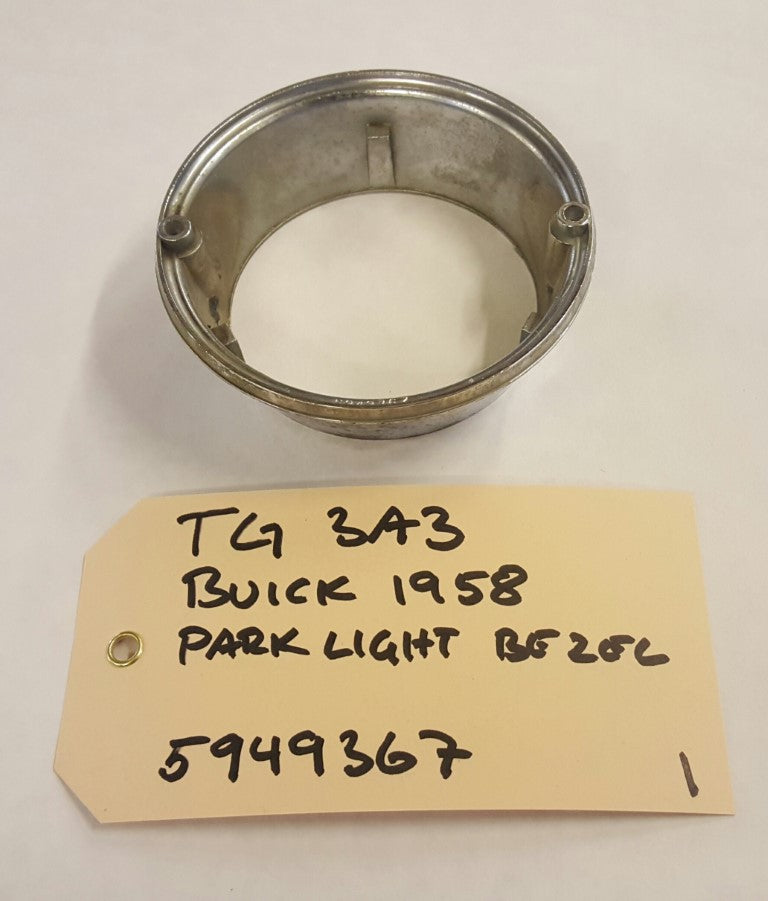 TG 3A3
BUICK 1958
PARK LIGHT BEZEL
5949367
1